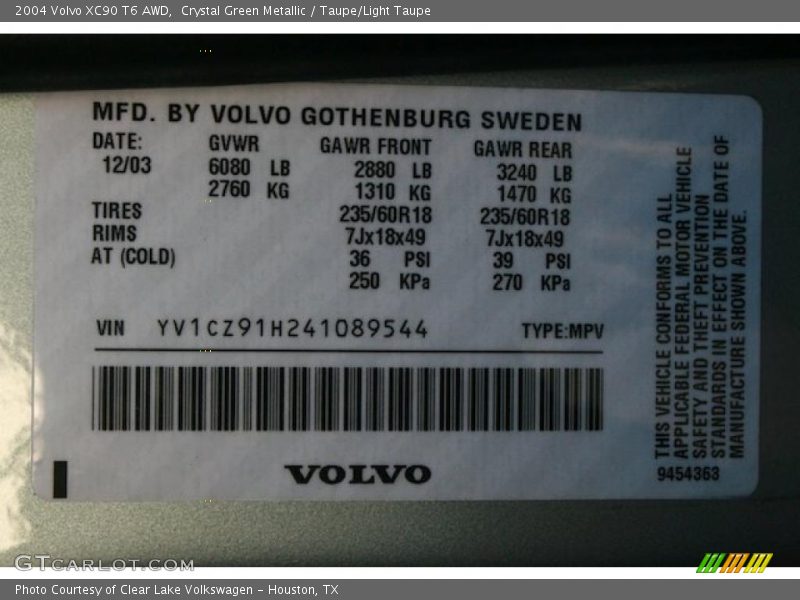 2004 Volvo XC90 T6 AWD, Crystal Green Metallic / Taupe/Light Taupe
MFD. BY VOLVO GOTHENBURG SWEDEN
DATE: GVWR GAWR FRONT GAWR REAR
12/03 6080 LB 2880 LB 3240 LB
2760 KG 1310 KG 1470 KG
TIRES 235/60R18 235/60R18
RIMS 7Jx18x49 7Jx18x49
AT (COLD) 36 PSI 39 PSI
250 KPa 270 KPa
VIN YV1CZ91H241089544 TYPE:MPV
VOLVO
THIS VEHICLE CONFORMS TO ALL
APPLICABLE FEDERAL MOTOR VEHICLE
SAFETY AND THEFT PREVENTION
STANDARDS IN EFFECT ON THE DATE OF
MANUFACTURE SHOWN ABOVE.
9454363
GTCARLOT.COM
Photo Courtesy of Clear Lake Volkswagen - Houston, TX